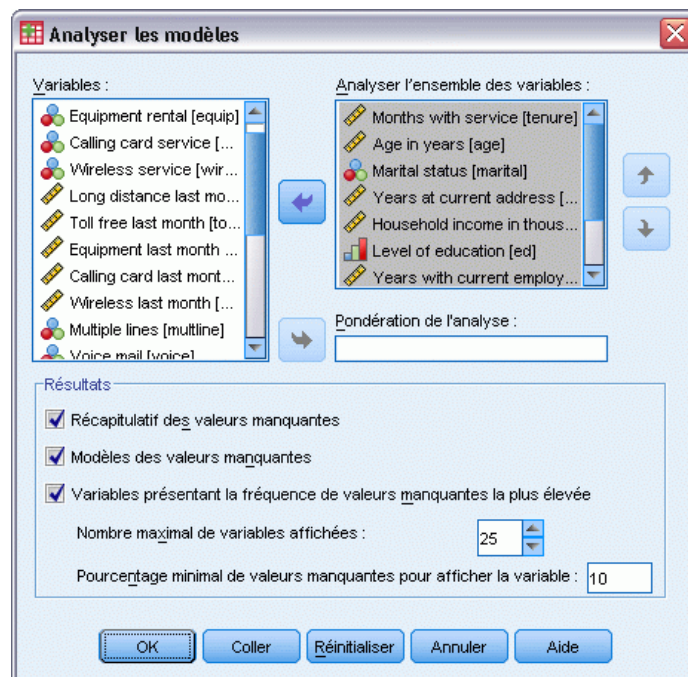 Analyser les modèles
Variables :
Equipment rental [equip]
Calling card service [...
Wireless service [wir...
Long distance last mo...
Toll free last month [to...
Equipment last month ...
Calling card last mont...
Wireless last month [...
Multiple lines [multline]
Voice mail [voice]
Analyser l'ensemble des variables :
Months with service [tenure]
Age in years [age]
Marital status [marital]
Years at current address [...
Household income in thous...
Level of education [ed]
Years with current employ...
Pondération de l'analyse :
Résultats
Récapitulatif des valeurs manquantes
Modèles des valeurs manquantes
Variables présentant la fréquence de valeurs manquantes la plus élevée
Nombre maximal de variables affichées : 25
Pourcentage minimal de valeurs manquantes pour afficher la variable : 10
OK Coller Réinitialiser Annuler Aide